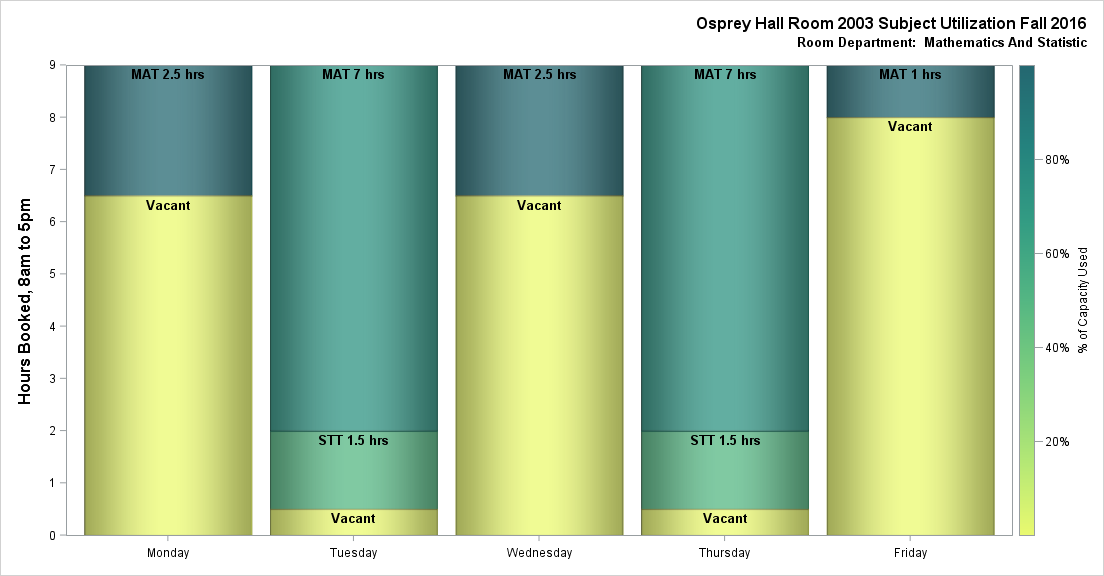 Osprey Hall Room 2003 Subject Utilization Fall 2016
Room Department:  Mathematics And Statistic
Hours Booked, 8am to 5pm
9
8
7
6
5
4
3
2
1
0
MAT 2.5 hrs
Vacant
MAT 7 hrs
STT 1.5 hrs
Vacant
MAT 2.5 hrs
Vacant
MAT 7 hrs
STT 1.5 hrs
Vacant
MAT 1 hrs
Vacant
Monday
Tuesday
Wednesday
Thursday
Friday
80%
60%
40%
20%
% of Capacity Used